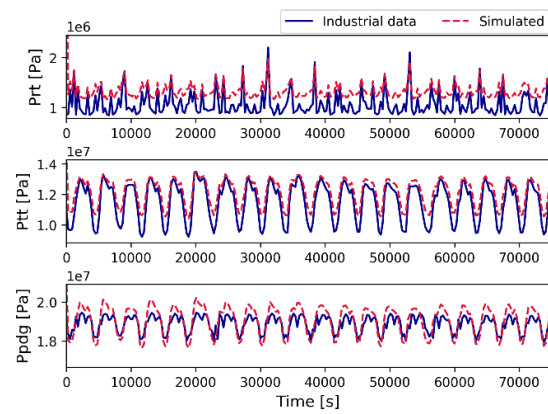 Industrial data Simulated
1e6
2
1
Prt [Pa]
0 10000 20000 30000 40000 50000 60000 70000
1e7
1.4
1.2
1.0
Ptt [Pa]
0 10000 20000 30000 40000 50000 60000 70000
1e7
2.0
1.8
Ppdg [Pa]
0 10000 20000 30000 40000 50000 60000 70000
Time [s]